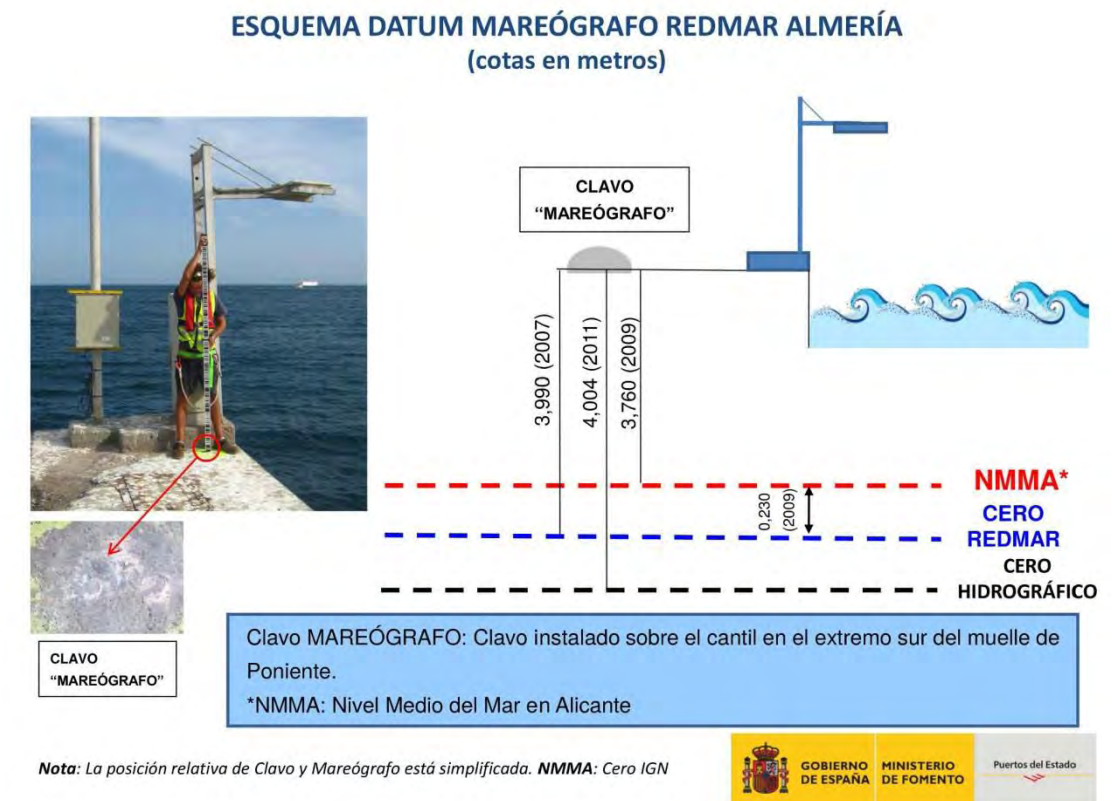 ESQUEMA DATUM MAREÓGRAFO REDMAR ALMERÍA
(cotas en metros)
CLAVO
“MAREÓGRAFO”
3,990 (2007)
4,004 (2011)
3,760 (2009)
0,230
(2009)
NMMA*
CERO
REDMAR
CERO
HIDROGRÁFICO
CLAVO
“MAREÓGRAFO”
Clavo MAREÓGRAFO: Clavo instalado sobre el cantil en el extremo sur del muelle de
Poniente.
*NMMA: Nivel Medio del Mar en Alicante
Nota: La posición relativa de Clavo y Mareógrafo está simplificada. NMMA: Cero IGN
GOBIERNO
DE ESPAÑA
MINISTERIO
DE FOMENTO
Puertos del Estado